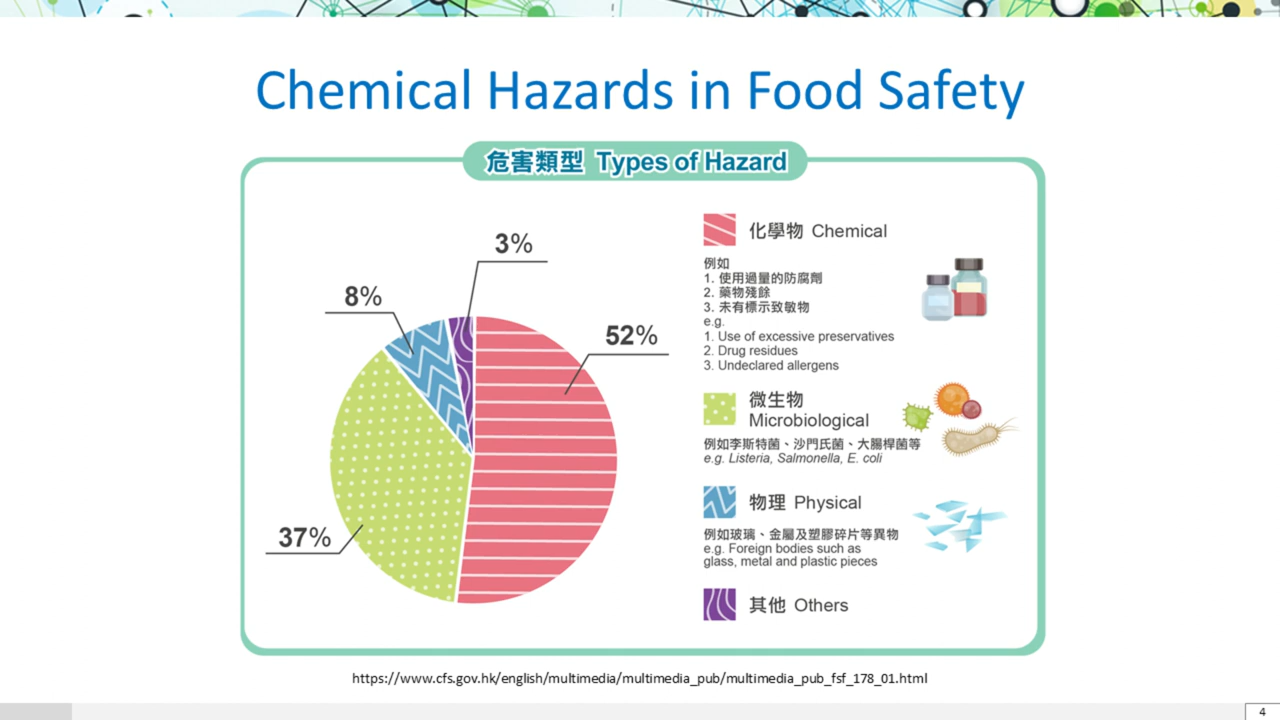 Chemical Hazards in Food Safety
危害類型 Types of Hazard
3%
8%
52%
37%
化學物 Chemical
例如
1. 使用過量的防腐劑
2. 藥物殘餘
3. 未有標示致敏物
e.g.
1. Use of excessive preservatives
2. Drug residues
3. Undeclared allergens
微生物
Microbiological
例如李斯特菌、沙門氏菌、大腸桿菌等
e.g. Listeria, Salmonella, E. coli
物理 Physical
例如玻璃、金屬及塑膠碎片等異物
e.g. Foreign bodies such as
glass, metal and plastic pieces
其他 Others
https://www.cfs.gov.hk/english/multimedia/multimedia_pub/multimedia_pub_fsf_178_01.html
4